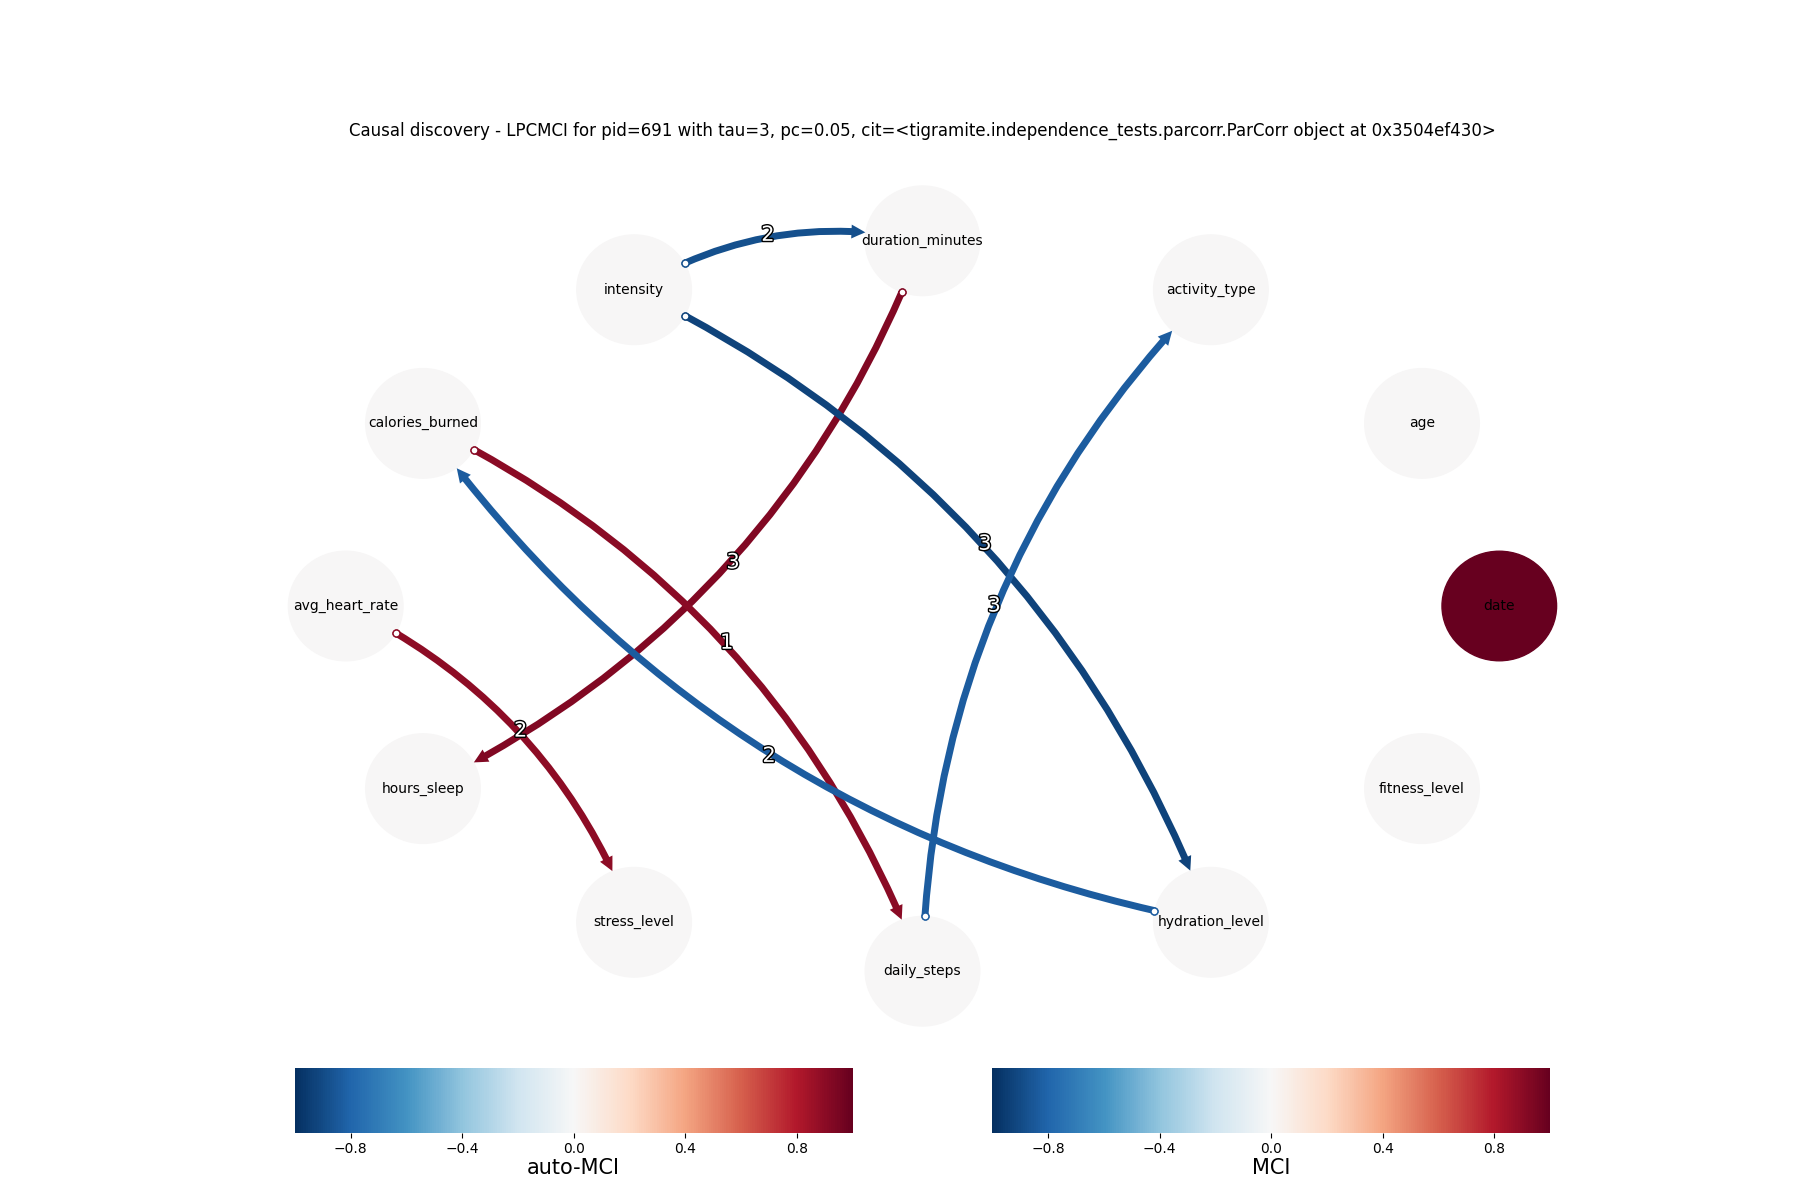 Causal discovery - LPCMCI for pid=691 with tau=3, pc=0.05, cit=<tigramite.independence_tests.parcorr.ParCorr object at 0x3504ef430>
2
duration_minutes
intensity
activity_type
calories_burned
age
3
3
avg_heart_rate
3
date
1
2
2
hours_sleep
fitness_level
stress_level
hydration_level
daily_steps
−0.8 −0.4 0.0 0.4 0.8
auto-MCI
−0.8 −0.4 0.0 0.4 0.8
MCI